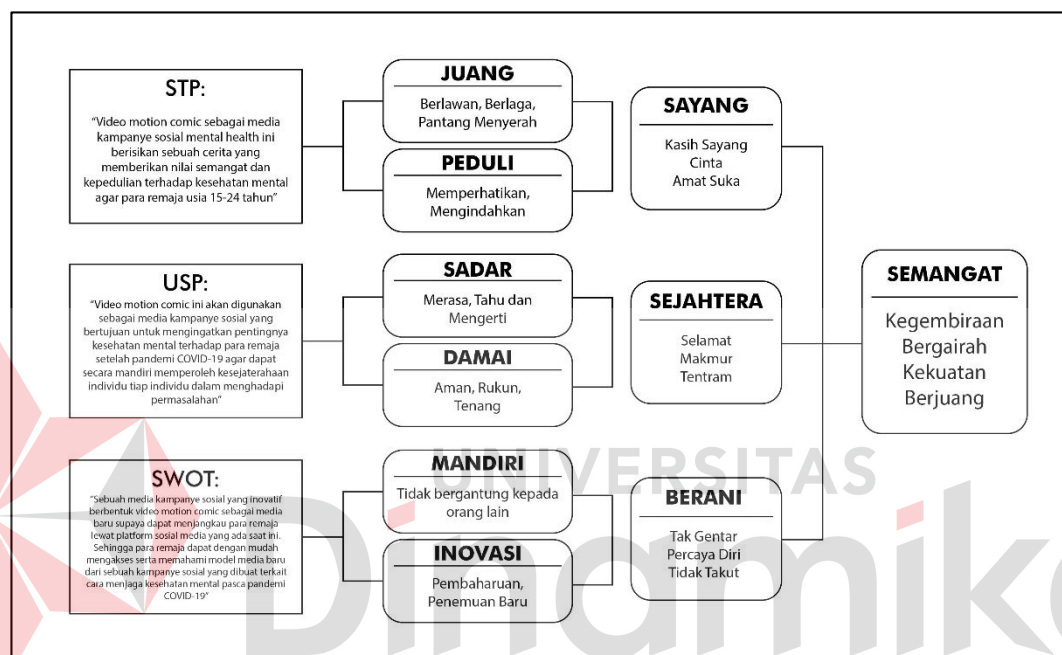 STP:
"Video motion comic sebagai media
kampanye sosial mental health ini
berisikan sebuah cerita yang
memberikan nilai semangat dan
kepedulian terhadap kesehatan mental
agar para remaja usia 15-24 tahun"
JUANG
Berlawan, Berlaga,
Pantang Menyerah
PEDULI
Memperhatikan,
Mengindahkan
SAYANG
Kasih Sayang
Cinta
Amat Suka
USP:
"Video motion comic ini akan digunakan
sebagai media kampanye sosial yang
bertujuan untuk mengingatkan pentingnya
kesehatan mental terhadap para remaja
setelah pandemi COVID-19 agar dapat
secara mandiri memperoleh kesejaterahaan
individu tiap individu dalam menghadapi
permasalahan"
SADAR
Merasa, Tahu dan
Mengerti
DAMAI
Aman, Rukun,
Tenang
SEJAHTERA
Selamat
Makmur
Tentram
SEMANGAT
Kegembiraan
Bergairah
Kekuatan
Berjuang
SWOT:
"Sebuah media kampanye sosial yang inovatif
berbentuk video motion comic sebagai media
baru supaya dapat menjangkau para remaja
lewat platform sosial media yang ada saat ini.
Sehingga para remaja dapat dengan mudah
mengakses serta memahami model media baru
dari sebuah kampanye sosial yang dibuat terkait
cara menjaga kesehatan mental pasca pandemi
COVID-19"
MANDIRI
Tidak bergantung kepada
orang lain
INOVASI
Pembaharuan,
Penemuan Baru
BERANI
Tak Gentar
Percaya Diri
Tidak Takut
UNIVERSITAS
Dinamika